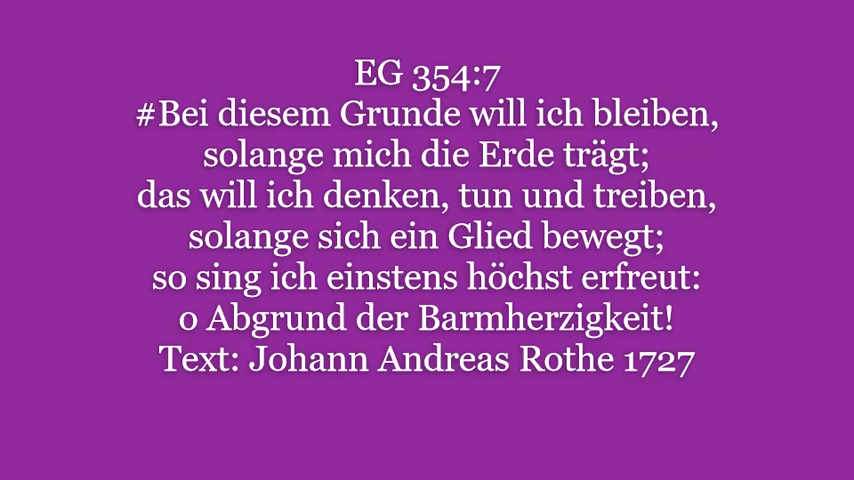 EG 354:7
#Bei diesem Grunde will ich bleiben,
solange mich die Erde trägt;
das will ich denken, tun und treiben,
solange sich ein Glied bewegt;
so sing ich einstens höchst erfreut:
o Abgrund der Barmherzigkeit!
Text: Johann Andreas Rothe 1727